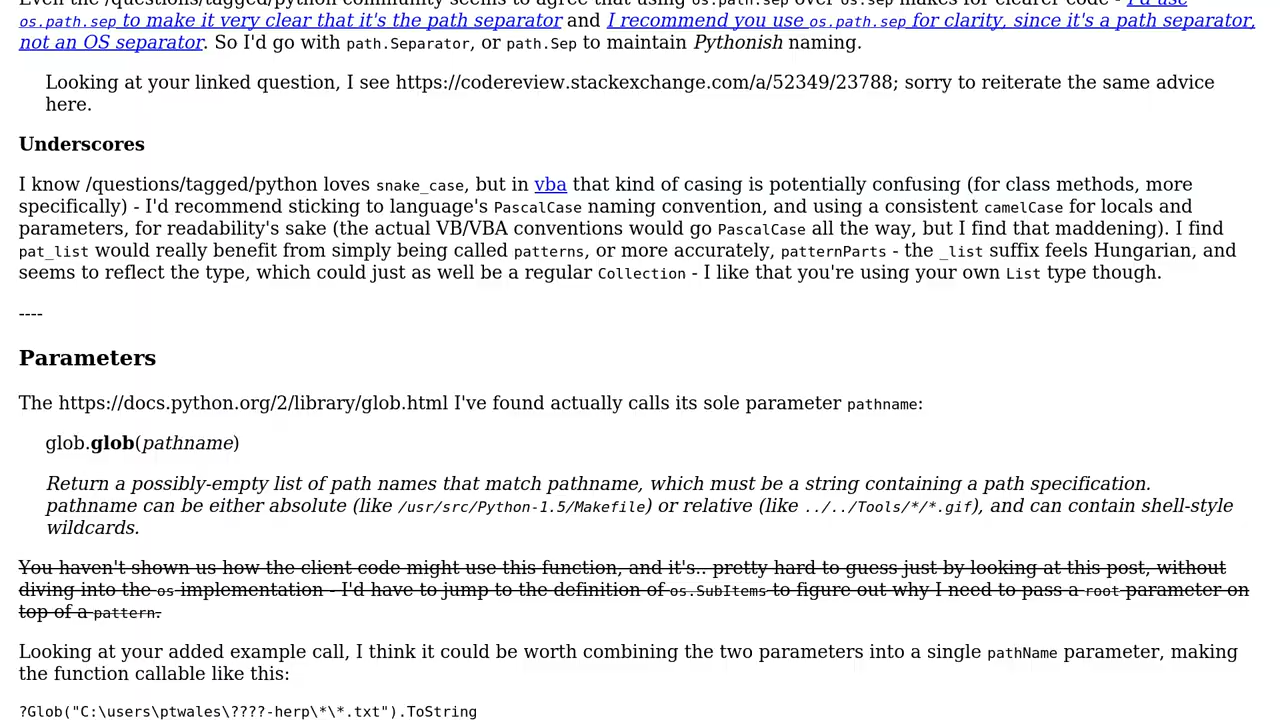 Even the /questions/tagged/python community seems to agree that using os.path.sep over os.sep makes for clearer code - I'd use
os.path.sep to make it very clear that it's the path separator and I recommend you use os.path.sep for clarity, since it's a path separator,
not an OS separator. So I'd go with path.Separator, or path.Sep to maintain Pythonish naming.
Looking at your linked question, I see https://codereview.stackexchange.com/a/52349/23788; sorry to reiterate the same advice
here.
Underscores
I know /questions/tagged/python loves snake_case, but in vba that kind of casing is potentially confusing (for class methods, more
specifically) - I'd recommend sticking to language's PascalCase naming convention, and using a consistent camelCase for locals and
parameters, for readability's sake (the actual VB/VBA conventions would go PascalCase all the way, but I find that maddening). I find
pat_list would really benefit from simply being called patterns, or more accurately, patternParts - the _list suffix feels Hungarian, and
seems to reflect the type, which could just as well be a regular Collection - I like that you're using your own List type though.
----
Parameters
The https://docs.python.org/2/library/glob.html I've found actually calls its sole parameter pathname:
glob.glob(pathname)
Return a possibly-empty list of path names that match pathname, which must be a string containing a path specification.
pathname can be either absolute (like /usr/src/Python-1.5/Makefile) or relative (like ../../Tools/*/*.gif), and can contain shell-style
wildcards.
You haven't shown us how the client code might use this function, and it's.. pretty hard to guess just by looking at this post, without
diving into the os implementation - I'd have to jump to the definition of os.SubItems to figure out why I need to pass a root parameter on
top of a pattern.
Looking at your added example call, I think it could be worth combining the two parameters into a single pathName parameter, making
the function callable like this:
?Glob("C:\users\ptwales\????-herp\*\*.txt").ToString